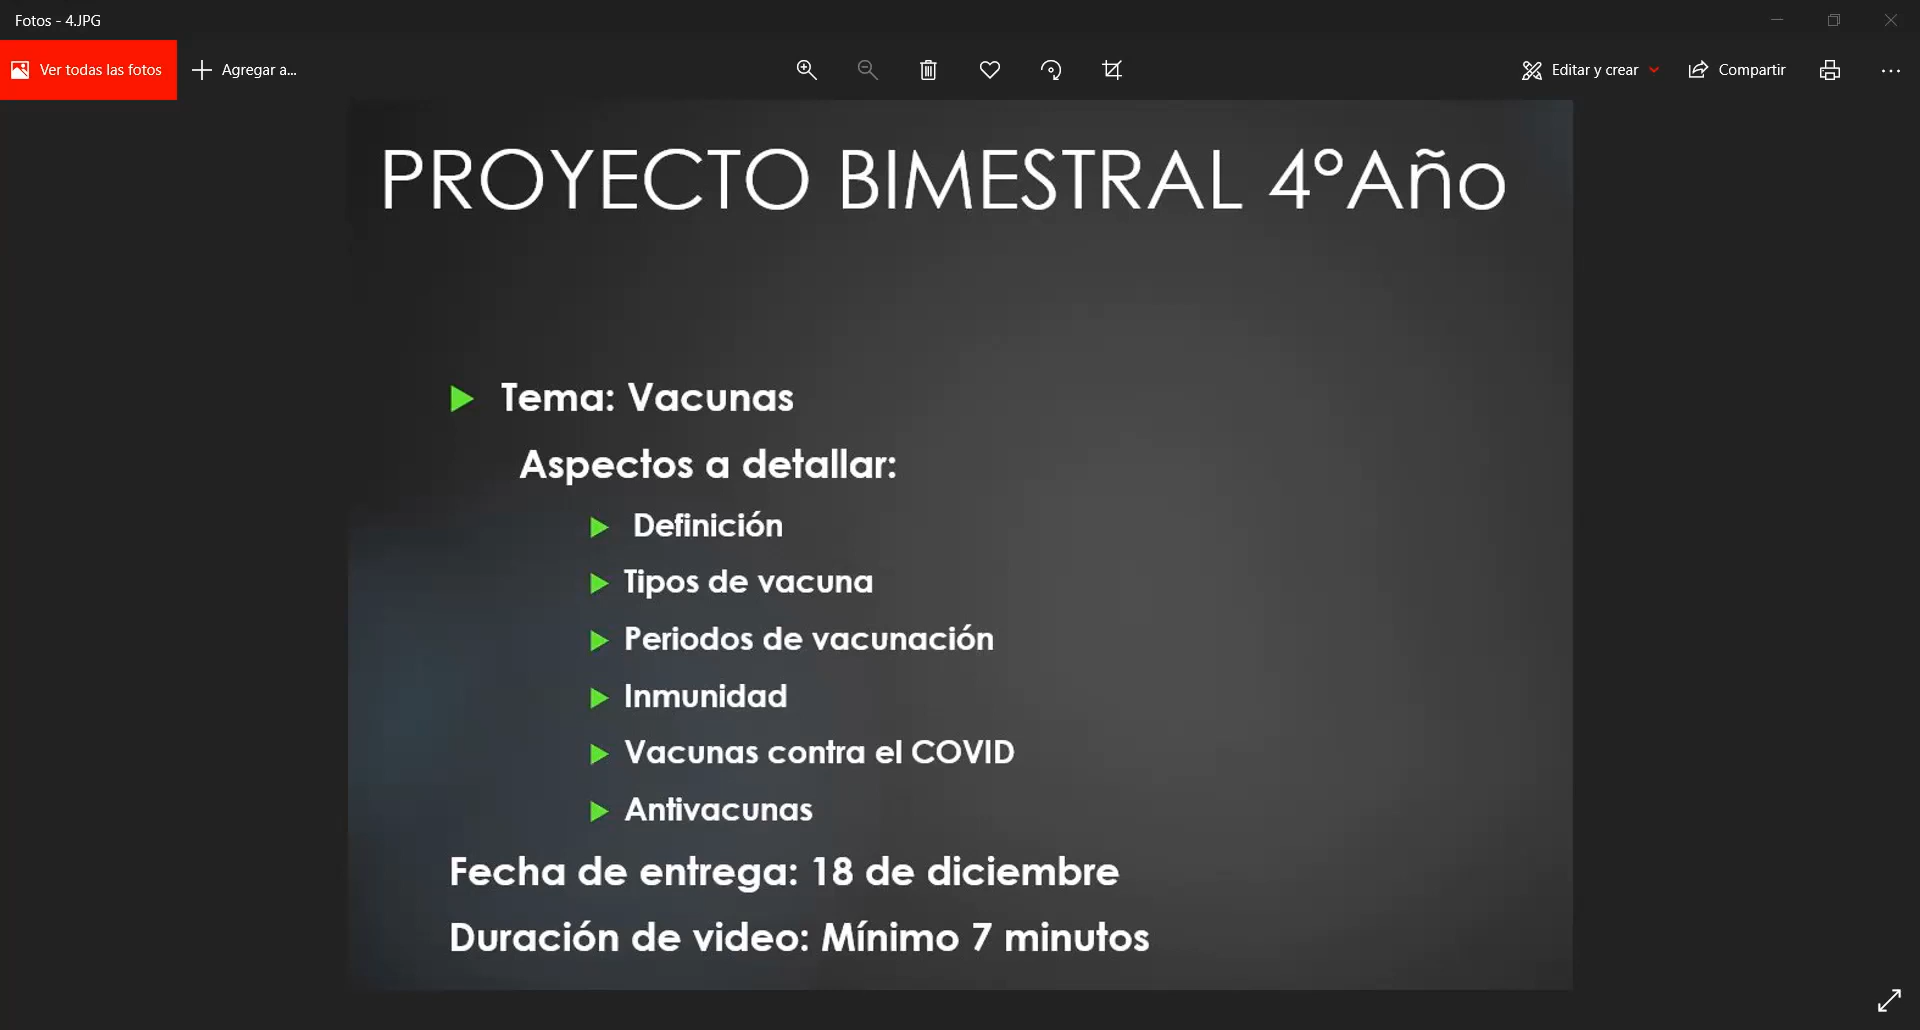 Fotos - 4.JPG
Ver todas las fotos
Agregar a...
Editar y crear
Compartir
PROYECTO BIMESTRAL 4°Año
Tema: Vacunas
Aspectos a detallar:
Definición
Tipos de vacuna
Periodos de vacunación
Inmunidad
Vacunas contra el COVID
Antivacunas
Fecha de entrega: 18 de diciembre
Duración de video: Mínimo 7 minutos